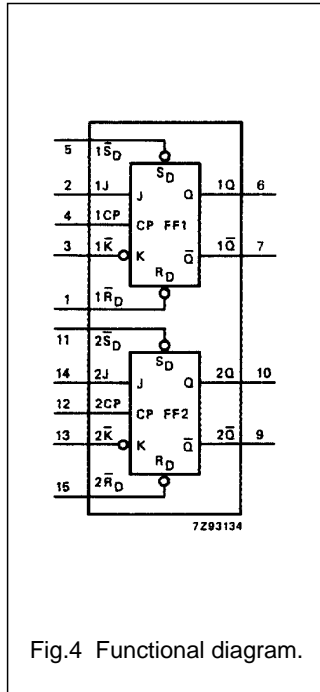 5 1S̅D
SD
2 1J J Q 1Q 6
4 1CP CP FF1
3 1K̅ K Q̅ 1Q̅ 7
RD
1 1R̅D
11 2S̅D
SD
14 2J J Q 2Q 10
12 2CP CP FF2
13 2K̅ K Q̅ 2Q̅ 9
RD
15 2R̅D
7Z93134
Fig.4 Functional diagram.